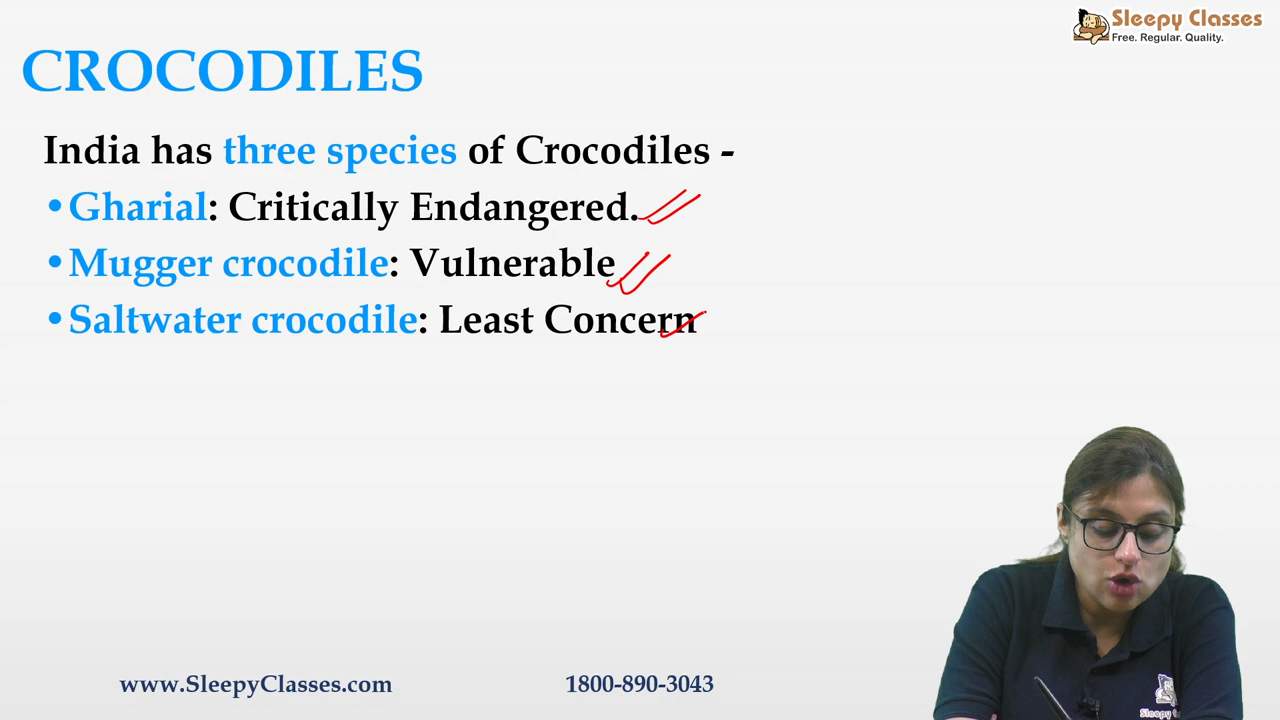 Sleepy Classes
Free. Regular. Quality.
CROCODILES
India has three species of Crocodiles -
•Gharial: Critically Endangered.
•Mugger crocodile: Vulnerable
•Saltwater crocodile: Least Concern
www.SleepyClasses.com 1800-890-3043